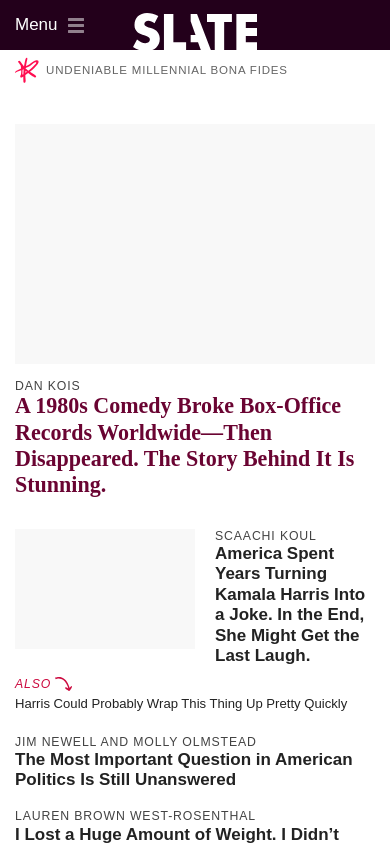 Menu
SLATE
UNDENIABLE MILLENNIAL BONA FIDES
DAN KOIS
A 1980s Comedy Broke Box-Office
Records Worldwide—Then
Disappeared. The Story Behind It Is
Stunning.
SCAACHI KOUL
America Spent
Years Turning
Kamala Harris Into
a Joke. In the End,
She Might Get the
Last Laugh.
ALSO
Harris Could Probably Wrap This Thing Up Pretty Quickly
JIM NEWELL AND MOLLY OLMSTEAD
The Most Important Question in American
Politics Is Still Unanswered
LAUREN BROWN WEST-ROSENTHAL
I Lost a Huge Amount of Weight. I Didn’t